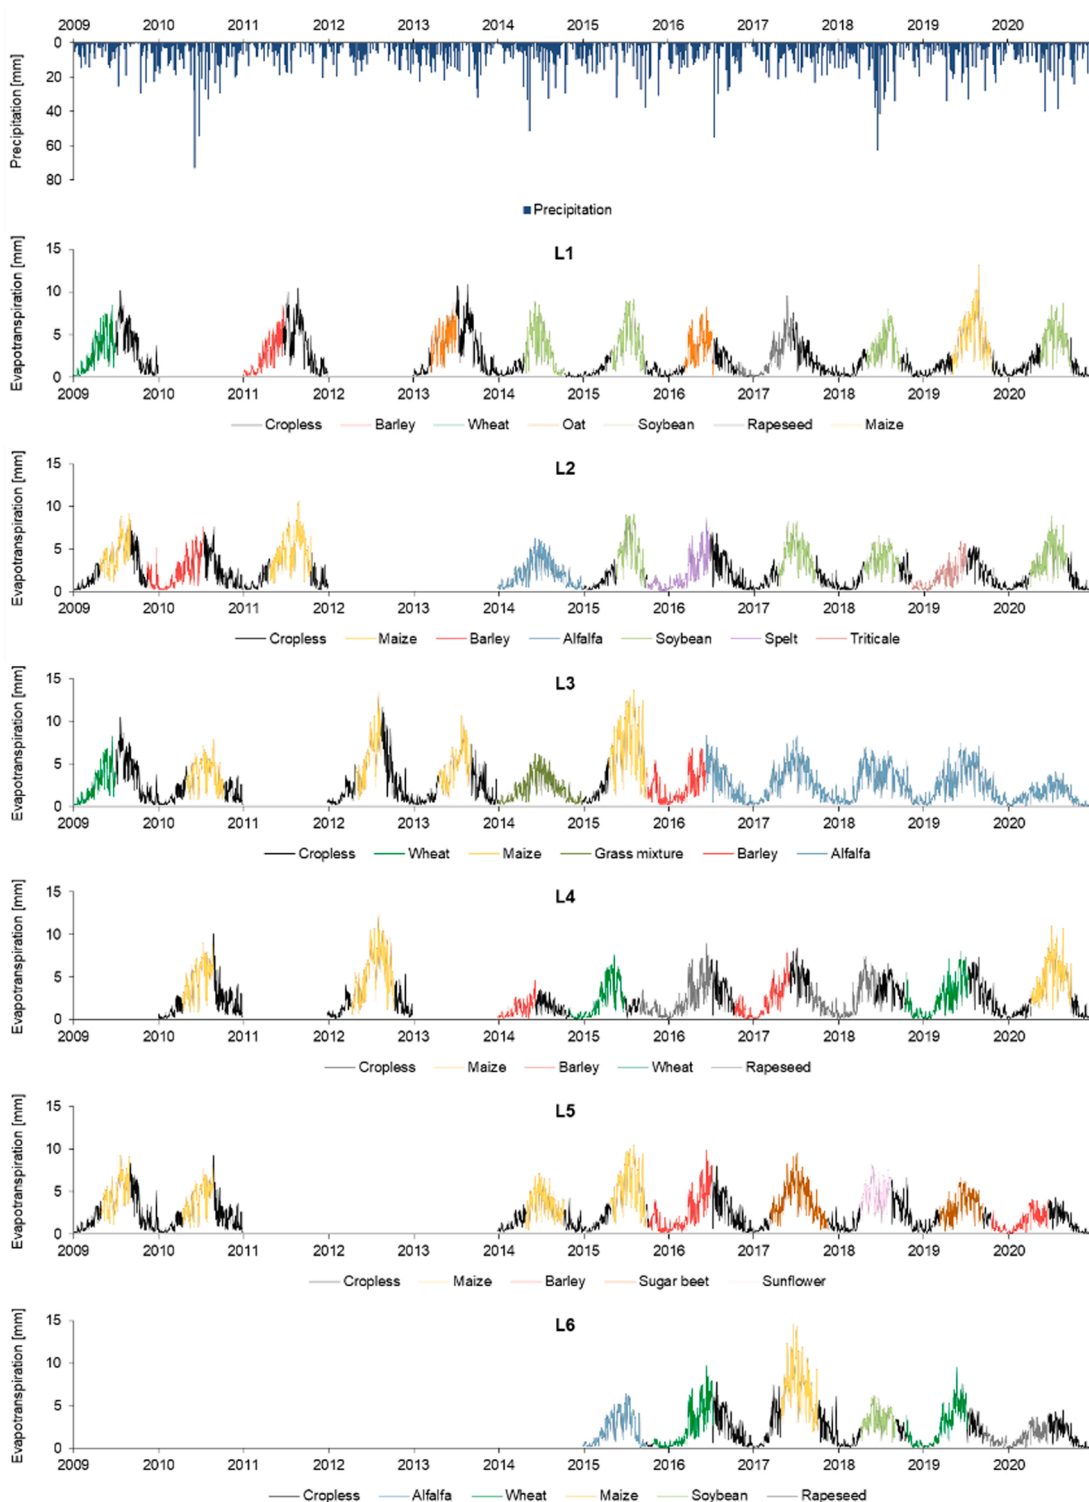 2009 2010 2011 2012 2013 2014 2015 2016 2017 2018 2019 2020
Precipitation [mm]
0
20
40
60
80
Precipitation
L1
Evapotranspiration [mm]
15
10
5
0
2009 2010 2011 2012 2013 2014 2015 2016 2017 2018 2019 2020
Cropless Barley Wheat Oat Soybean Rapeseed Maize
L2
Evapotranspiration [mm]
15
10
5
0
2009 2010 2011 2012 2013 2014 2015 2016 2017 2018 2019 2020
Cropless Maize Barley Alfalfa Soybean Spelt Triticale
L3
Evapotranspiration [mm]
15
10
5
0
2009 2010 2011 2012 2013 2014 2015 2016 2017 2018 2019 2020
Cropless Wheat Maize Grass mixture Barley Alfalfa
L4
Evapotranspiration [mm]
15
10
5
0
2009 2010 2011 2012 2013 2014 2015 2016 2017 2018 2019 2020
Cropless Maize Barley Wheat Rapeseed
L5
Evapotranspiration [mm]
15
10
5
0
2009 2010 2011 2012 2013 2014 2015 2016 2017 2018 2019 2020
Cropless Maize Barley Sugar beet Sunflower
L6
Evapotranspiration [mm]
15
10
5
0
2009 2010 2011 2012 2013 2014 2015 2016 2017 2018 2019 2020
Cropless Alfalfa Wheat Maize Soybean Rapeseed